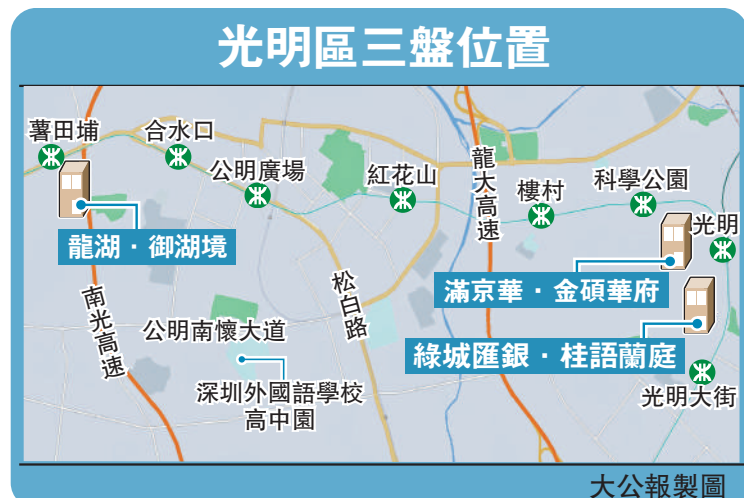 光明區三盤位置
薯田埔
合水口
公明廣場
紅花山
龍大高速
樓村
科學公園
光明
龍湖·御湖境
滿京華·金碩華府
南光高速
松白路
公明南懷大道
綠城匯銀·桂語蘭庭
深圳外國語學校
高中園
光明大街
大公報製圖